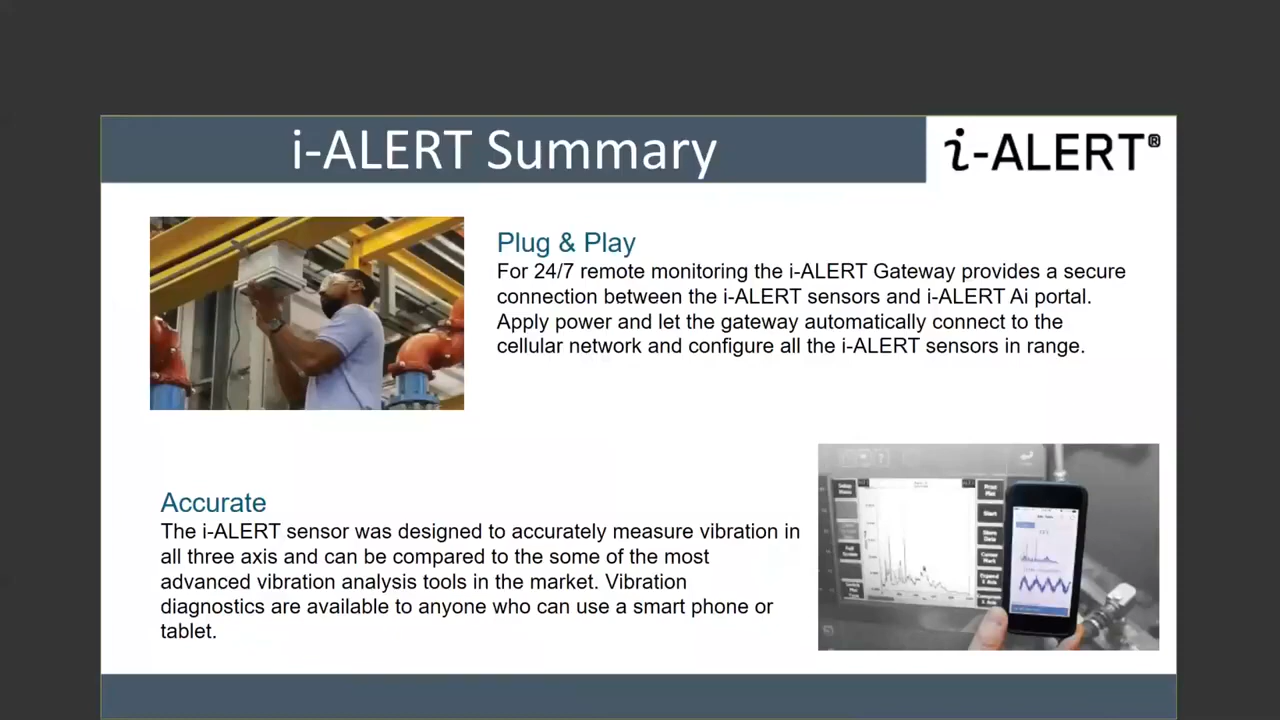 i-ALERT Summary
i-ALERT®
Plug & Play
For 24/7 remote monitoring the i-ALERT Gateway provides a secure
connection between the i-ALERT sensors and i-ALERT Ai portal.
Apply power and let the gateway automatically connect to the
cellular network and configure all the i-ALERT sensors in range.
Accurate
The i-ALERT sensor was designed to accurately measure vibration in
all three axis and can be compared to the some of the most
advanced vibration analysis tools in the market. Vibration
diagnostics are available to anyone who can use a smart phone or
tablet.